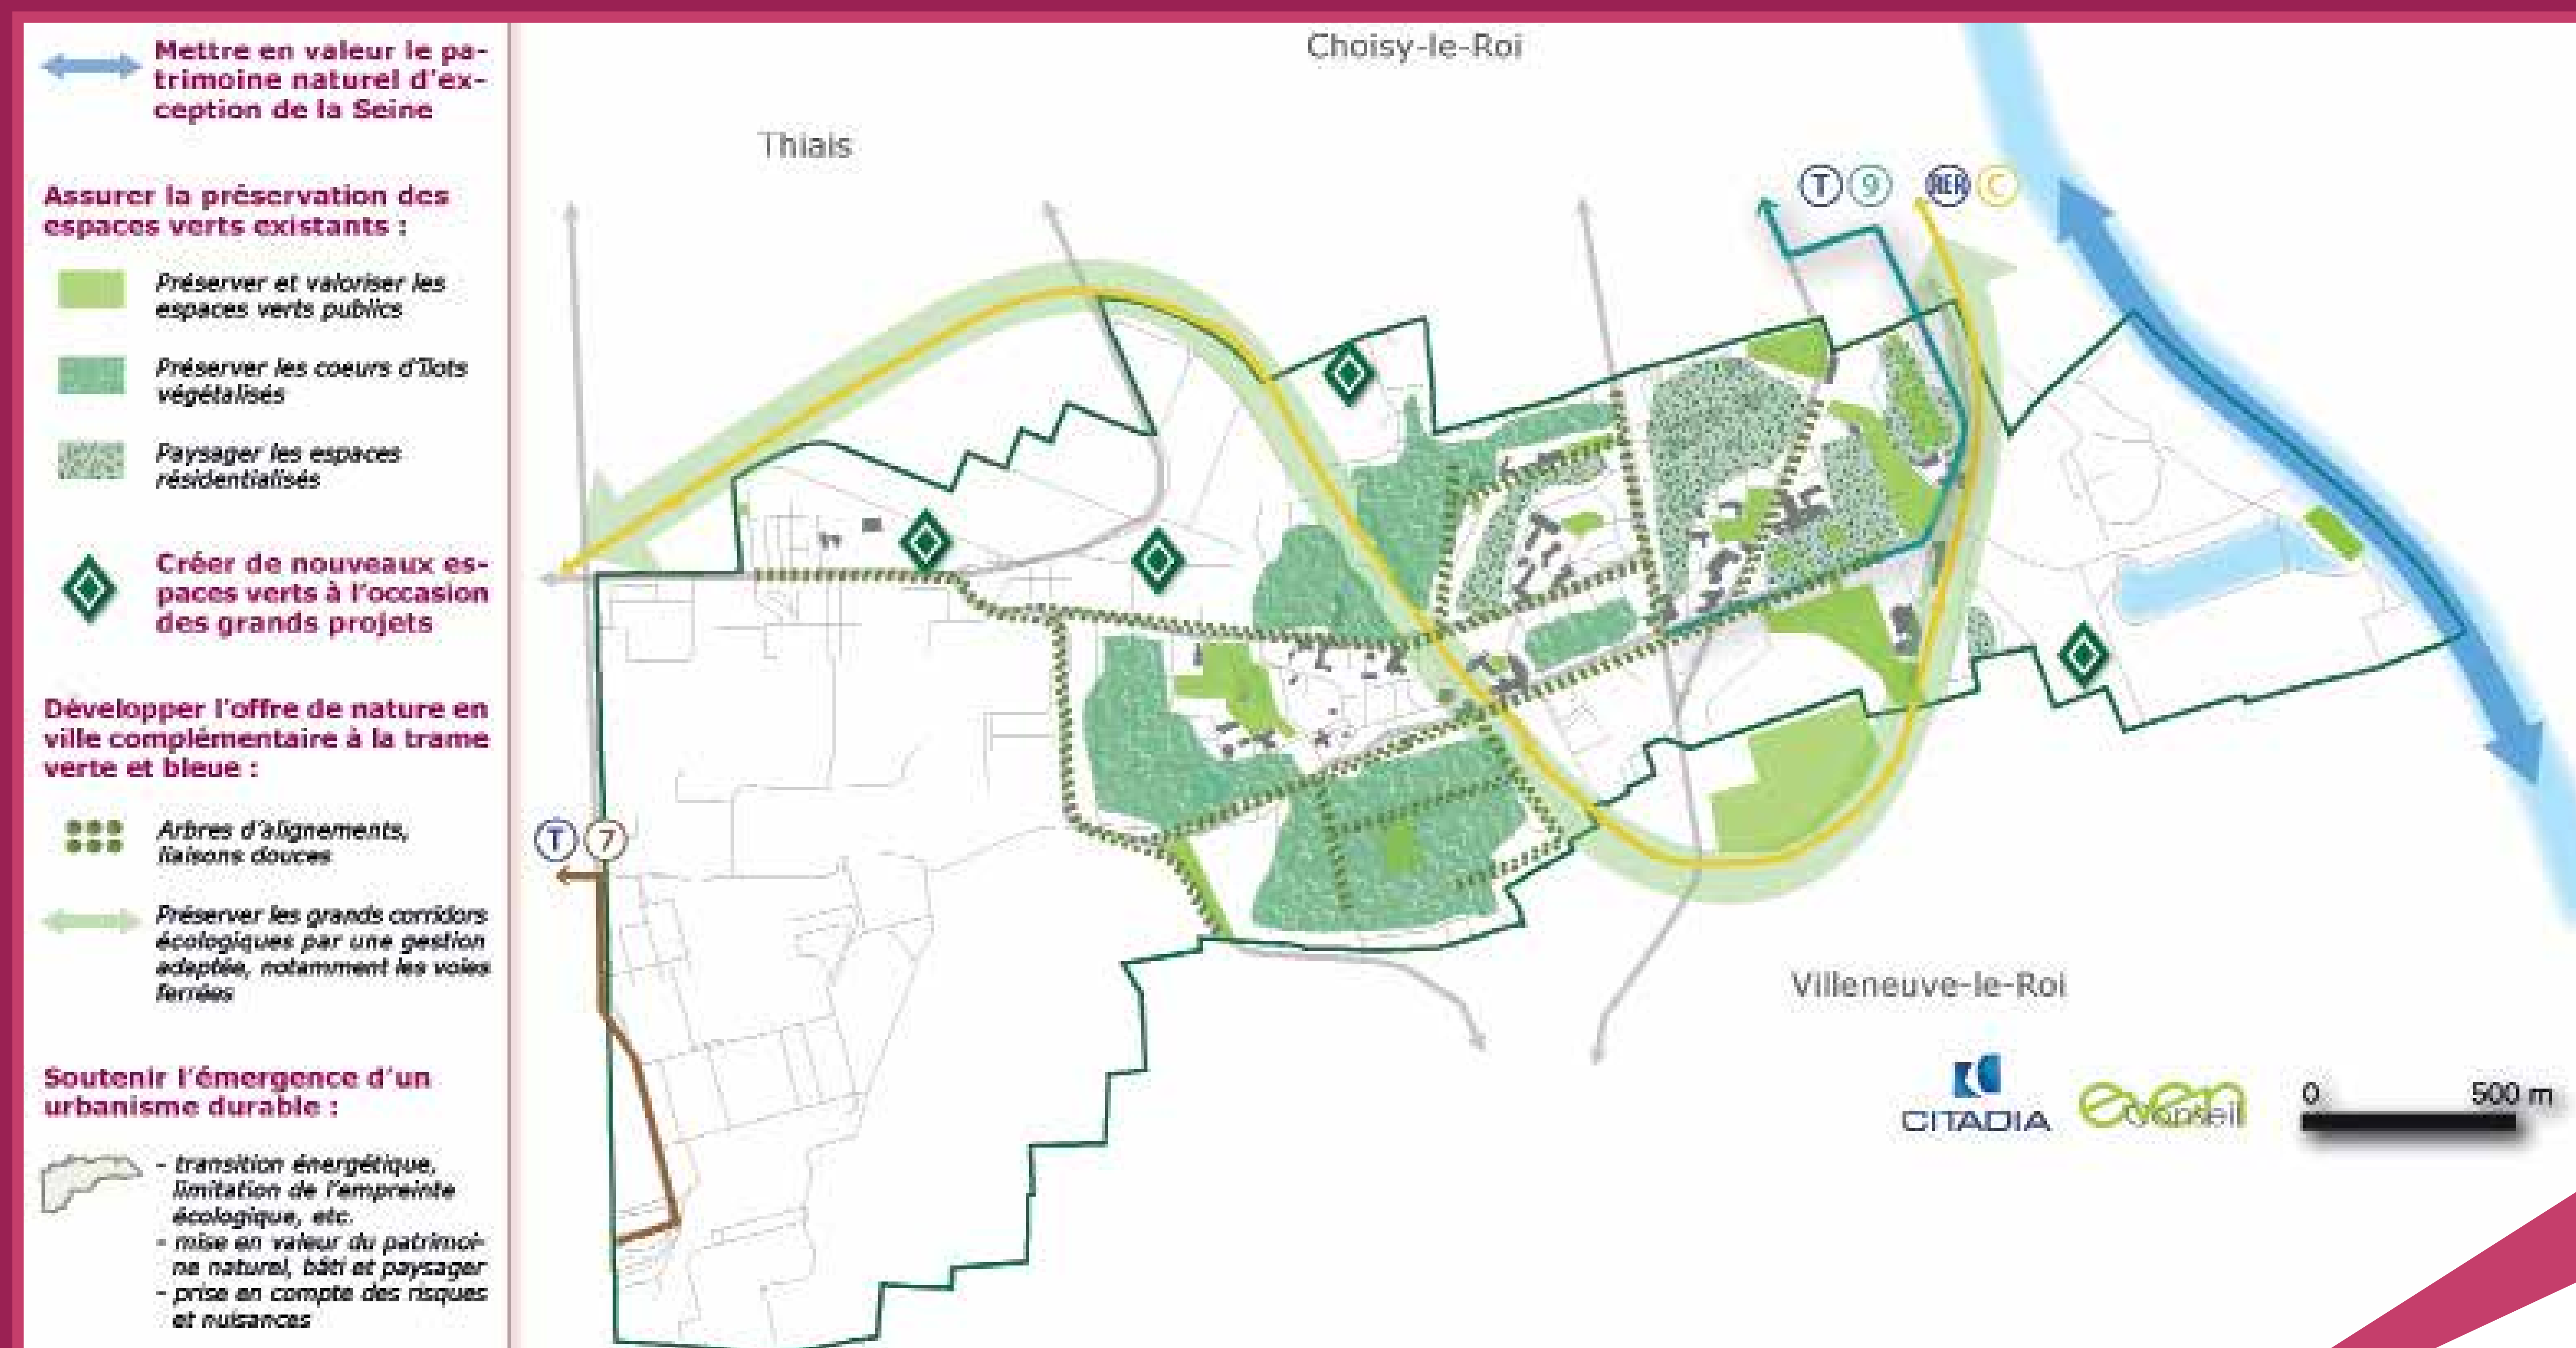 Mettre en valeur le pa-
trimoine naturel d'ex-
ception de la Seine
Assurer la préservation des
espaces verts existants :
Préserver et valoriser les
espaces verts publics
Préserver les coeurs d'îlots
végétalisés
Paysager les espaces
résidentialisés
Créer de nouveaux es-
paces verts à l'occasion
des grands projets
Développer l'offre de nature en
ville complémentaire à la trame
verte et bleue :
Arbres d'alignements,
liaisons douces
Préserver les grands corridors
écologiques par une gestion
adaptée, notamment les voies
ferrées
Soutenir l'émergence d'un
urbanisme durable :
- transition énergétique,
limitation de l'empreinte
écologique, etc.
- mise en valeur du patrimoi-
ne naturel, bâti et paysager
- prise en compte des risques
et nuisances
Choisy-le-Roi
Thiais
T 9 RER C
T 7
Villeneuve-le-Roi
CITADIA
even conseil
0 500 m